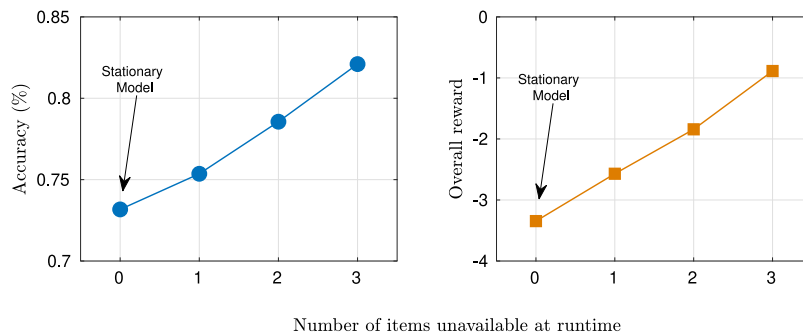 0.85
0.8
0.75
0.7
0
1
2
3
Accuracy (%)
Stationary
Model
0
-1
-2
-3
-4
0
1
2
3
Overall reward
Stationary
Model
Number of items unavailable at runtime